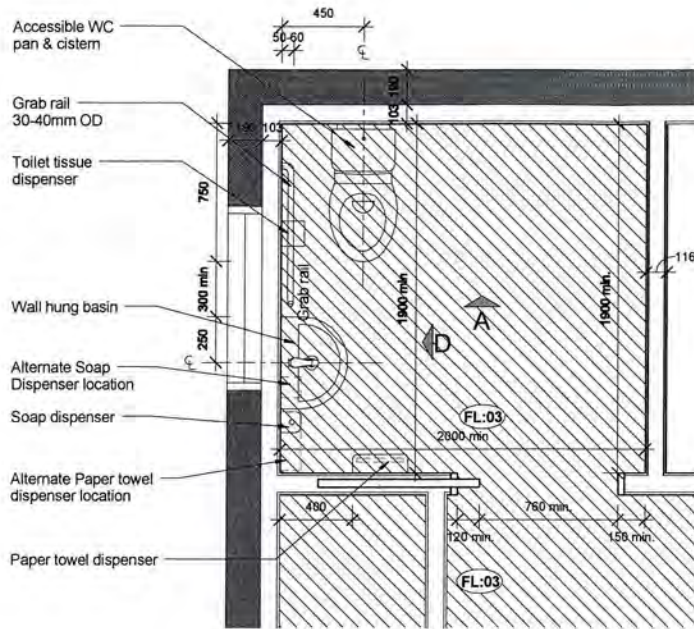 450
Accessible WC
pan & cistern
50-60
℄
103 190
Grab rail
30-40mm OD
190 103
Toilet tissue
dispenser
750
116
300 min
Grab rail
1900 min
1900 min.
Wall hung basin
A
D
250
℄
Alternate Soap
Dispenser location
Soap dispenser
FL:03
2000 min
Alternate Paper towel
dispenser location
400
760 min.
120 min.
150 min.
Paper towel dispenser
FL:03